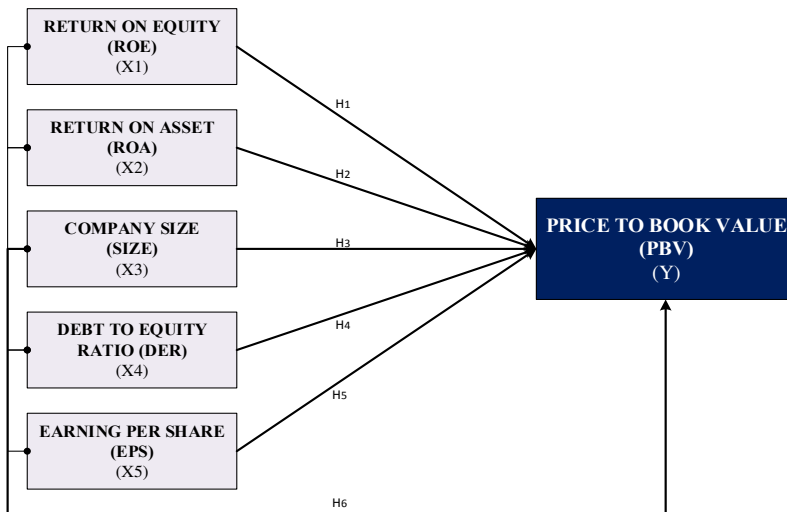 RETURN ON EQUITY
(ROE)
(X1)
H1
RETURN ON ASSET
(ROA)
(X2)
H2
COMPANY SIZE
(SIZE)
(X3)
H3
PRICE TO BOOK VALUE
(PBV)
(Y)
DEBT TO EQUITY
RATIO (DER)
(X4)
H4
EARNING PER SHARE
(EPS)
(X5)
H5
H6